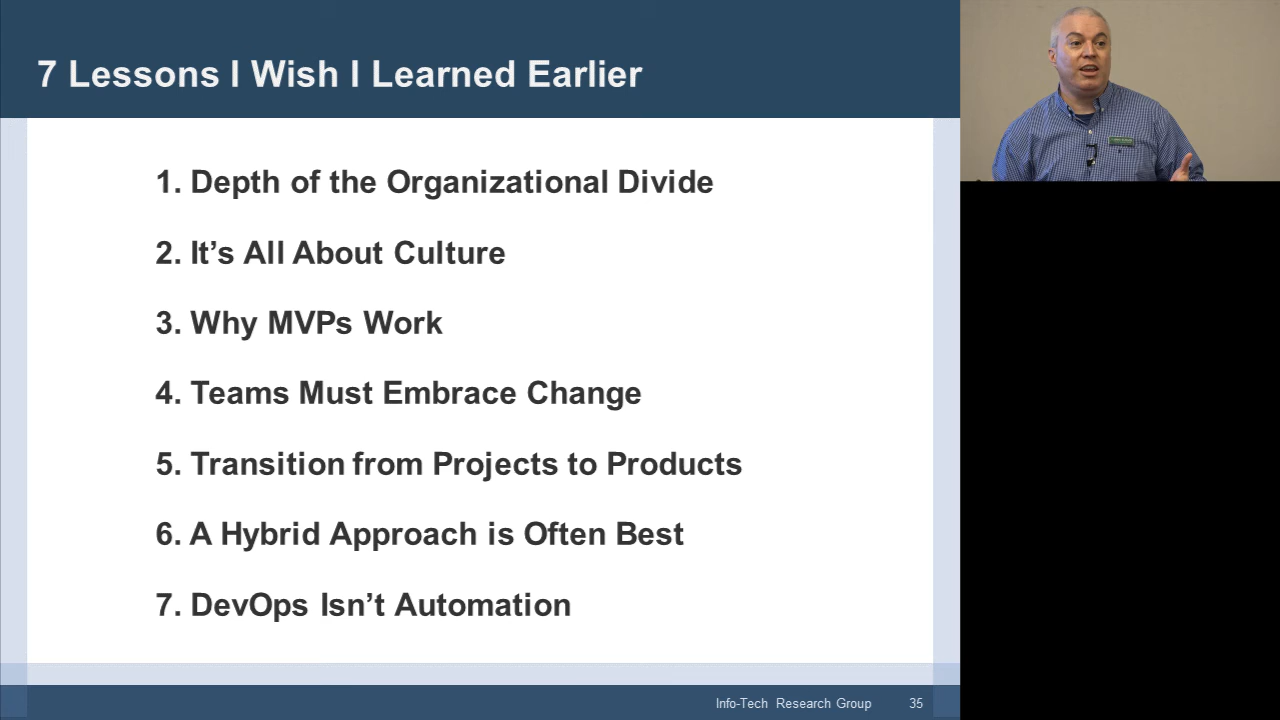 7 Lessons I Wish I Learned Earlier
1. Depth of the Organizational Divide
2. It’s All About Culture
3. Why MVPs Work
4. Teams Must Embrace Change
5. Transition from Projects to Products
6. A Hybrid Approach is Often Best
7. DevOps Isn’t Automation
Info-Tech Research Group 35